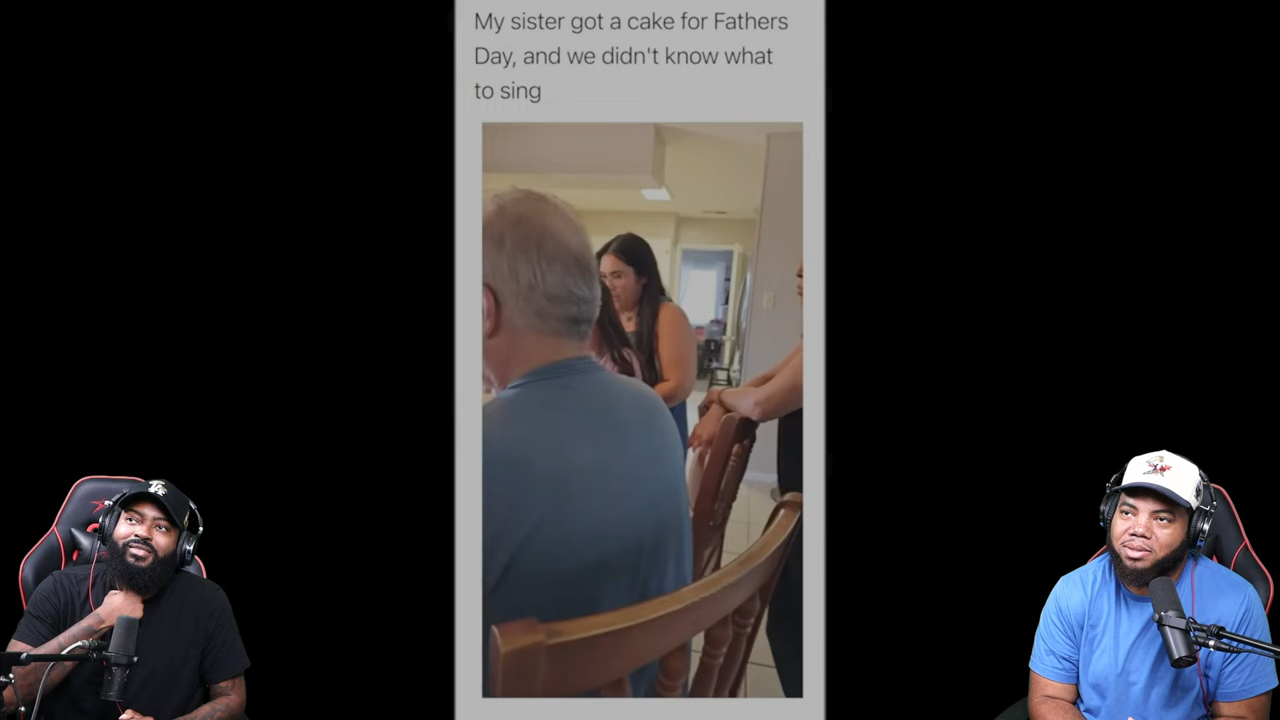 My sister got a cake for Fathers
Day, and we didn't know what
to sing